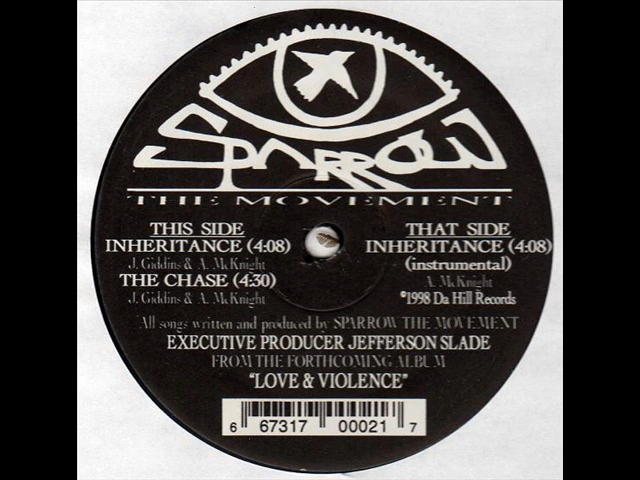 SPARROW
THE MOVEMENT
THIS SIDE
INHERITANCE (4:08)
J. Giddins & A. McKnight
THE CHASE (4:30)
J. Giddins & A. McKnight
THAT SIDE
INHERITANCE (4:08)
(instrumental)
A. McKnight
©1998 Da Hill Records
All songs written and produced by SPARROW THE MOVEMENT
EXECUTIVE PRODUCER JEFFERSON SLADE
FROM THE FORTHCOMING ALBUM
"LOVE & VIOLENCE"
6 67317 00021 7